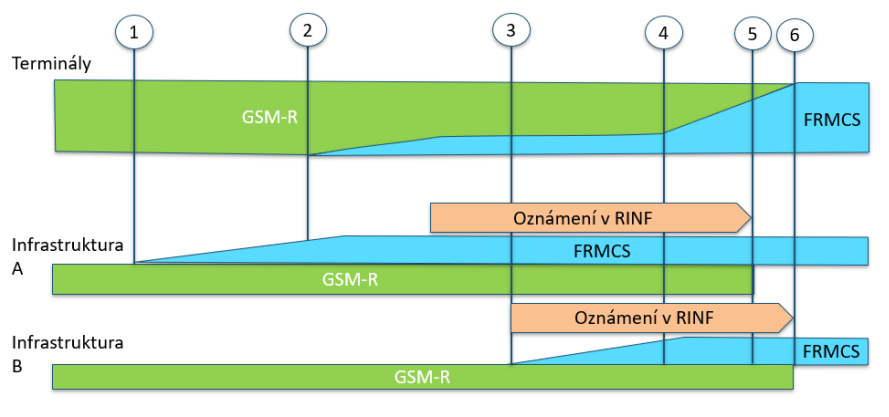 1
2
3
4
5
6
Terminály
GSM-R
FRMCS
Oznámení v RINF
Infrastruktura
A
FRMCS
GSM-R
Oznámení v RINF
Infrastruktura
B
FRMCS
GSM-R